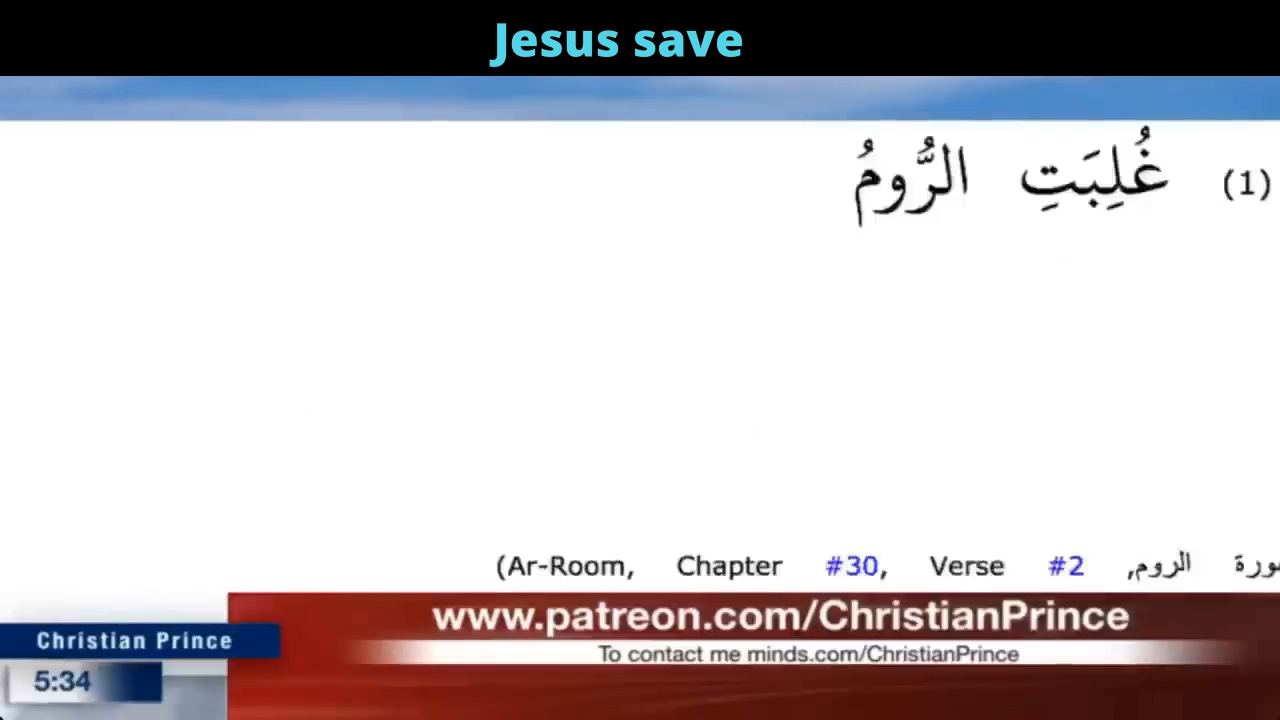 Jesus save
(1) غُلِبَتِ الرُّومُ
(Ar-Room, Chapter #30, Verse #2 ,الروم
www.patreon.com/ChristianPrince
To contact me minds.com/ChristianPrince
Christian Prince
5:34